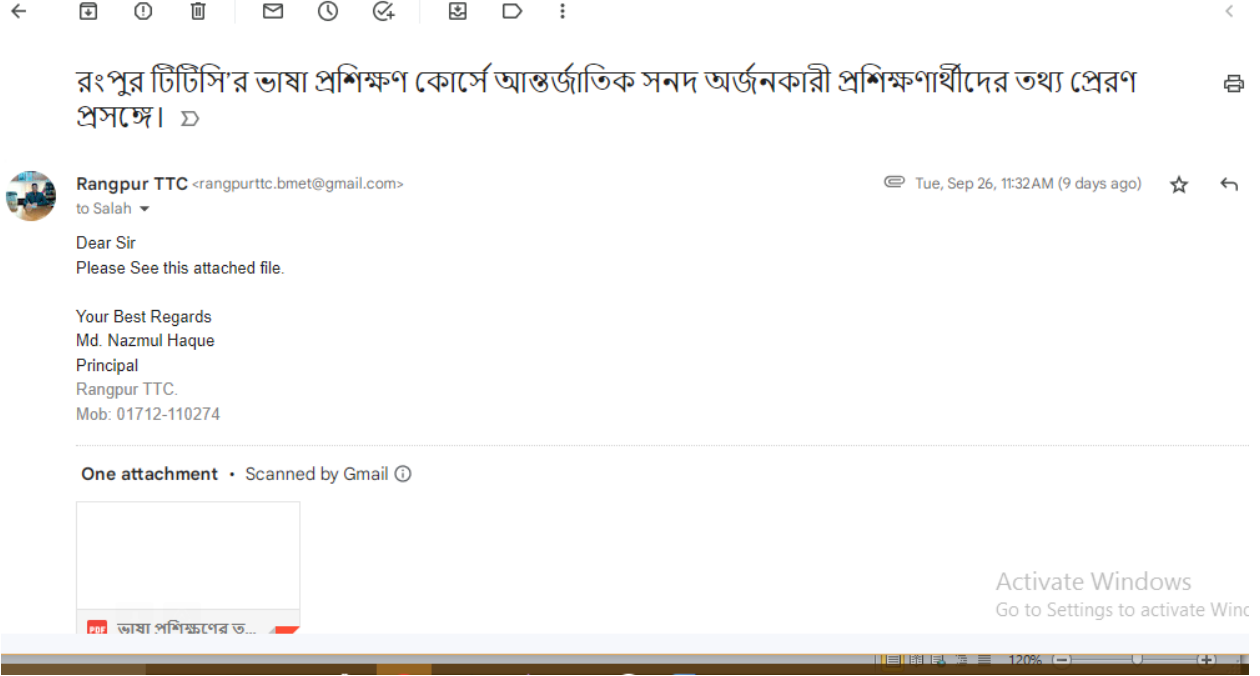 রংপুর টিটিসি'র ভাষা প্রশিক্ষণ কোর্সে আন্তর্জাতিক সনদ অর্জনকারী প্রশিক্ষণার্থীদের তথ্য প্রেরণ
প্রসঙ্গে।
Rangpur TTC <rangpurttc.bmet@gmail.com>
Tue, Sep 26, 11:32 AM (9 days ago)
to Salah
Dear Sir
Please See this attached file.
Your Best Regards
Md. Nazmul Haque
Principal
Rangpur TTC.
Mob: 01712-110274
One attachment • Scanned by Gmail
Activate Windows
Go to Settings to activate
PDF ভাষা প্রশিক্ষণের ত...
120%